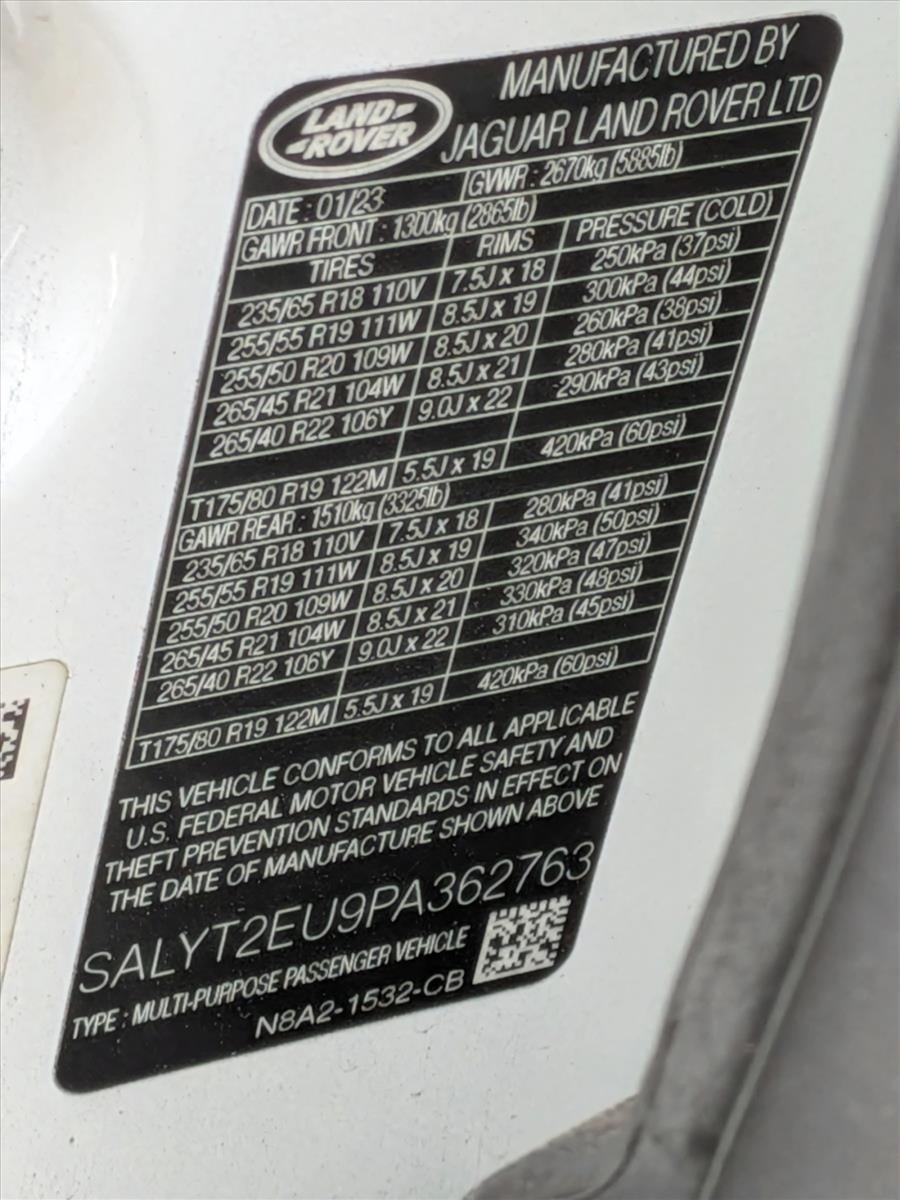 LAND-
-ROVER
MANUFACTURED BY
JAGUAR LAND ROVER LTD
DATE : 01/23 GVWR : 2670kg (5885lb)
GAWR FRONT : 1300kg (2865lb)
TIRES RIMS PRESSURE (COLD)
235/65 R18 110V 7.5J x 18 250kPa (37psi)
255/55 R19 111W 8.5J x 19 300kPa (44psi)
255/50 R20 109W 8.5J x 20 260kPa (38psi)
265/45 R21 104W 8.5J x 21 280kPa (41psi)
265/40 R22 106Y 9.0J x 22 290kPa (43psi)
T175/80 R19 122M 5.5J x 19 420kPa (60psi)
GAWR REAR : 1510kg (3325lb)
235/65 R18 110V 7.5J x 18 280kPa (41psi)
255/55 R19 111W 8.5J x 19 340kPa (50psi)
255/50 R20 109W 8.5J x 20 320kPa (47psi)
265/45 R21 104W 8.5J x 21 330kPa (48psi)
265/40 R22 106Y 9.0J x 22 310kPa (45psi)
T175/80 R19 122M 5.5J x 19 420kPa (60psi)
THIS VEHICLE CONFORMS TO ALL APPLICABLE
U.S. FEDERAL MOTOR VEHICLE SAFETY AND
THEFT PREVENTION STANDARDS IN EFFECT ON
THE DATE OF MANUFACTURE SHOWN ABOVE
SALYT2EU9PA362763
TYPE : MULTI-PURPOSE PASSENGER VEHICLE
N8A2-1532-CB